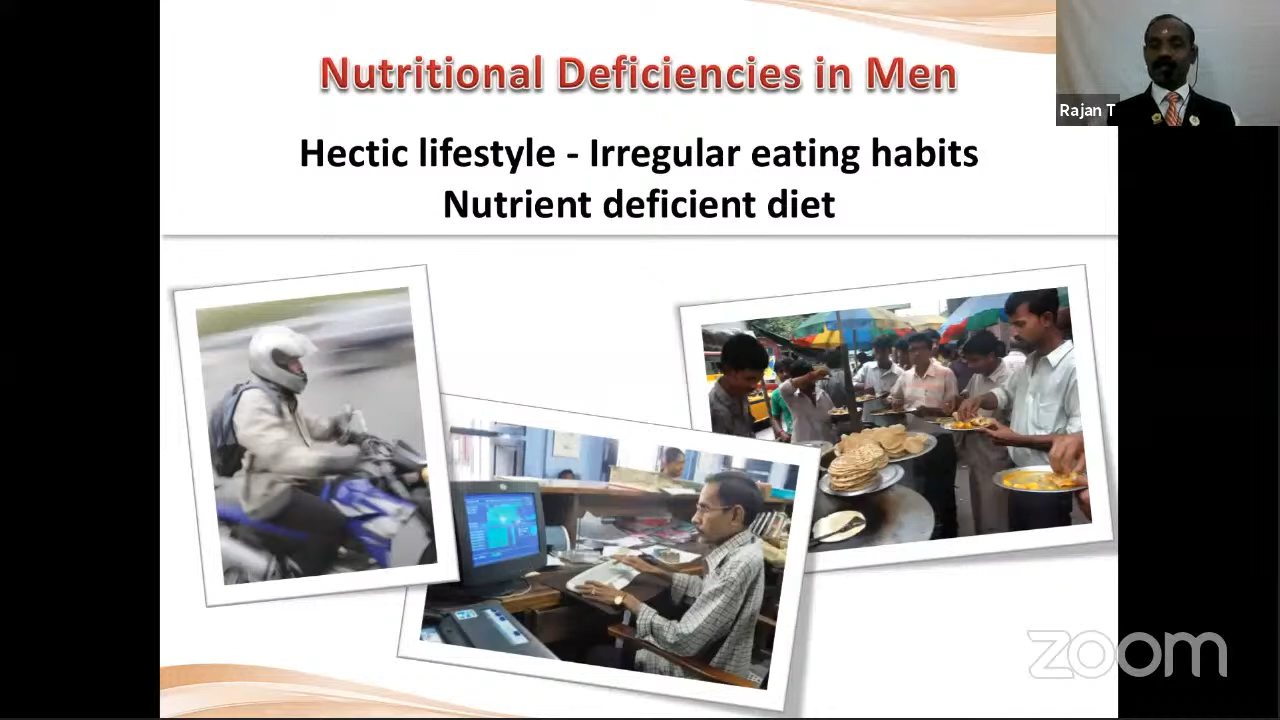 Nutritional Deficiencies in Men
Rajan T
Hectic lifestyle - Irregular eating habits
Nutrient deficient diet
zoom